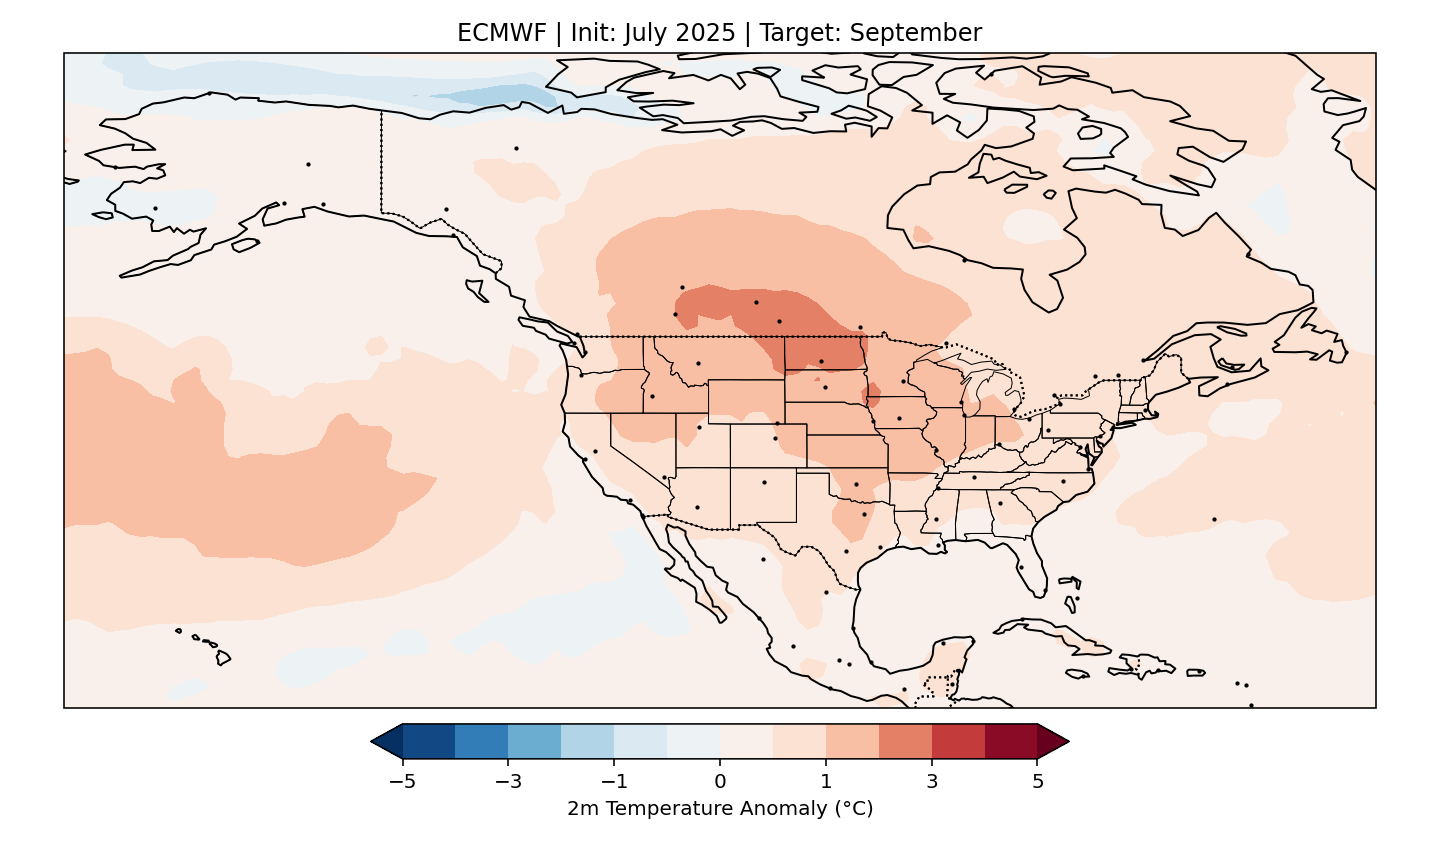 ECMWF | Init: July 2025 | Target: September
−5 −3 −1 0 1 3 5
2m Temperature Anomaly (°C)